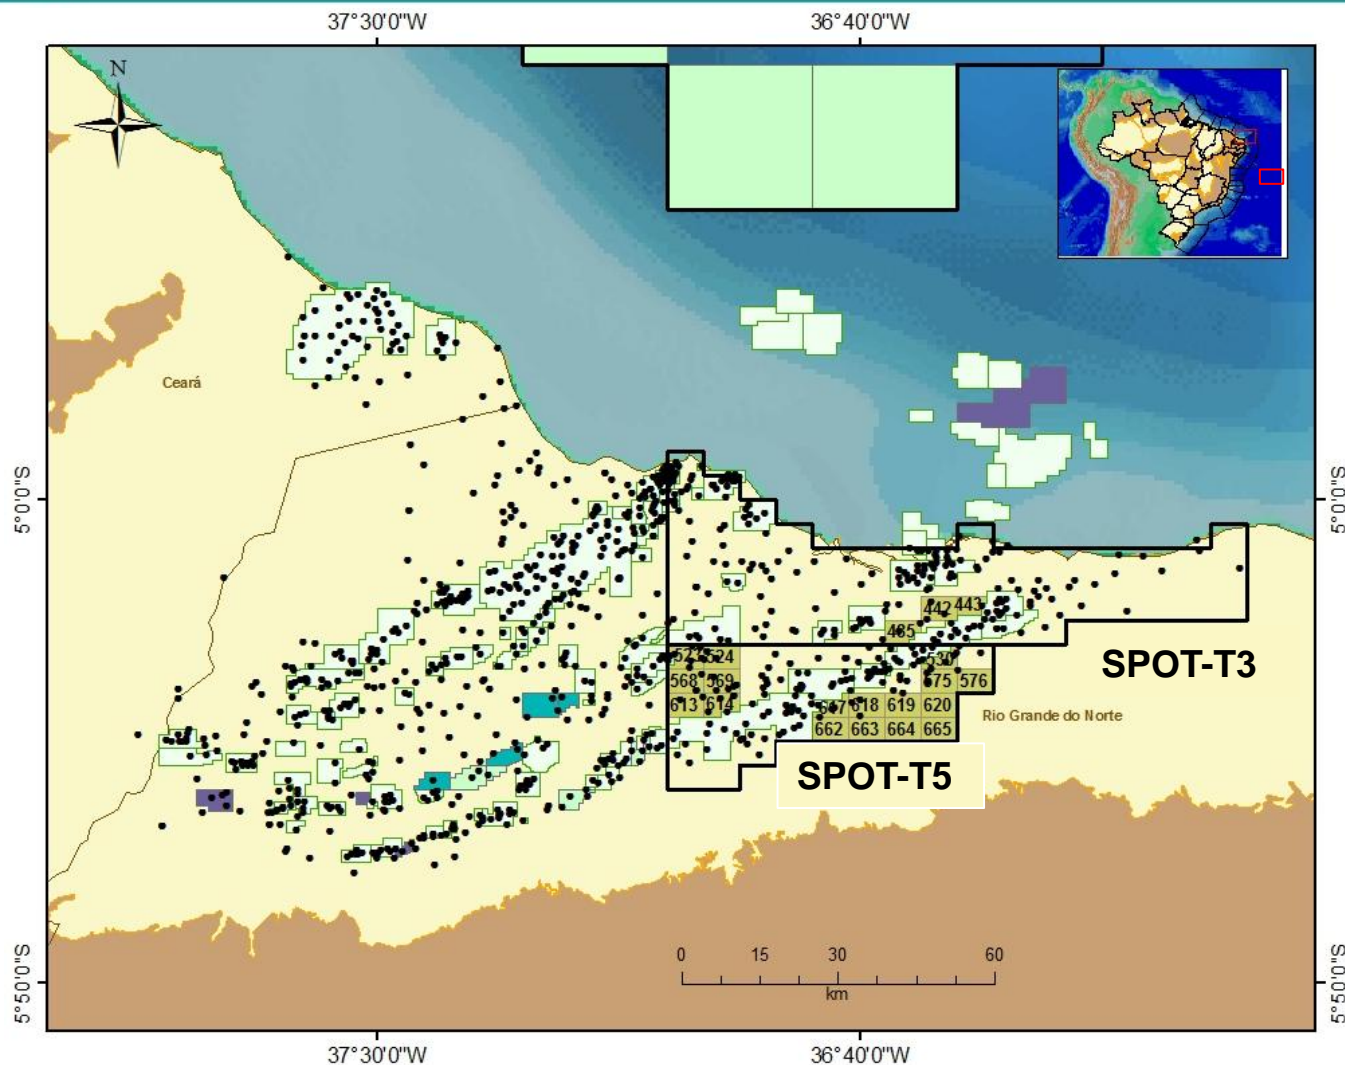 37°30'0"W 36°40'0"W
N
Ceará
5°0'0"S 5°0'0"S
442 443
485
524
530
568 569 575 576
613 614 618 619 620
662 663 664 665
SPOT-T3
Rio Grande do Norte
SPOT-T5
0 15 30 60
km
5°50'0"S 5°50'0"S
37°30'0"W 36°40'0"W